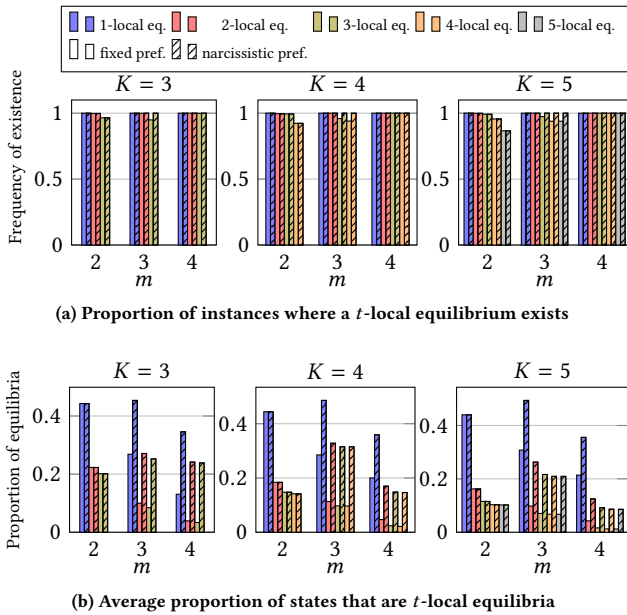 1-local eq. 2-local eq. 3-local eq. 4-local eq. 5-local eq.
fixed pref. narcissistic pref.
K = 3 K = 4 K = 5
Frequency of existence
1 1 1
0.5 0.5 0.5
0 0 0
2 3 4 2 3 4 2 3 4
m m m
(a) Proportion of instances where a t-local equilibrium exists
K = 3 K = 4 K = 5
Proportion of equilibria
0.4 0.4 0.4
0.2 0.2 0.2
0 0 0
2 3 4 2 3 4 2 3 4
m m m
(b) Average proportion of states that are t-local equilibria